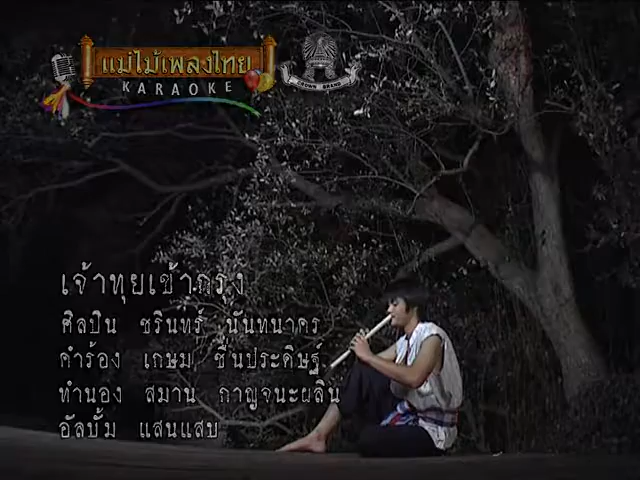 แม่ไม้เพลงไทย
KARAOKE
CROWN BRAND
เจ้าทุยเข้ากรุง
ศิลปิน ชรินทร์ นันทนาคร
คำร้อง เกษม ชื่นประดิษฐ์
ทำนอง สมาน กาญจนะผลิน
อัลบั้ม แสนแสบ